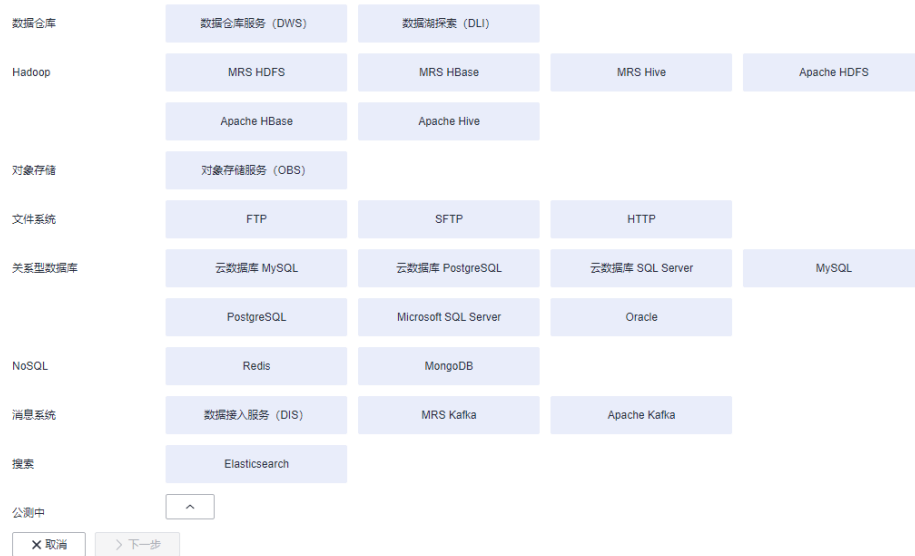 数据仓库 数据仓库服务（DWS） 数据湖探索（DLI）
Hadoop MRS HDFS MRS HBase MRS Hive Apache HDFS
Apache HBase Apache Hive
对象存储 对象存储服务（OBS）
文件系统 FTP SFTP HTTP
关系型数据库 云数据库 MySQL 云数据库 PostgreSQL 云数据库 SQL Server MySQL
PostgreSQL Microsoft SQL Server Oracle
NoSQL Redis MongoDB
消息系统 数据接入服务（DIS） MRS Kafka Apache Kafka
搜索 Elasticsearch
公测中
取消 下一步